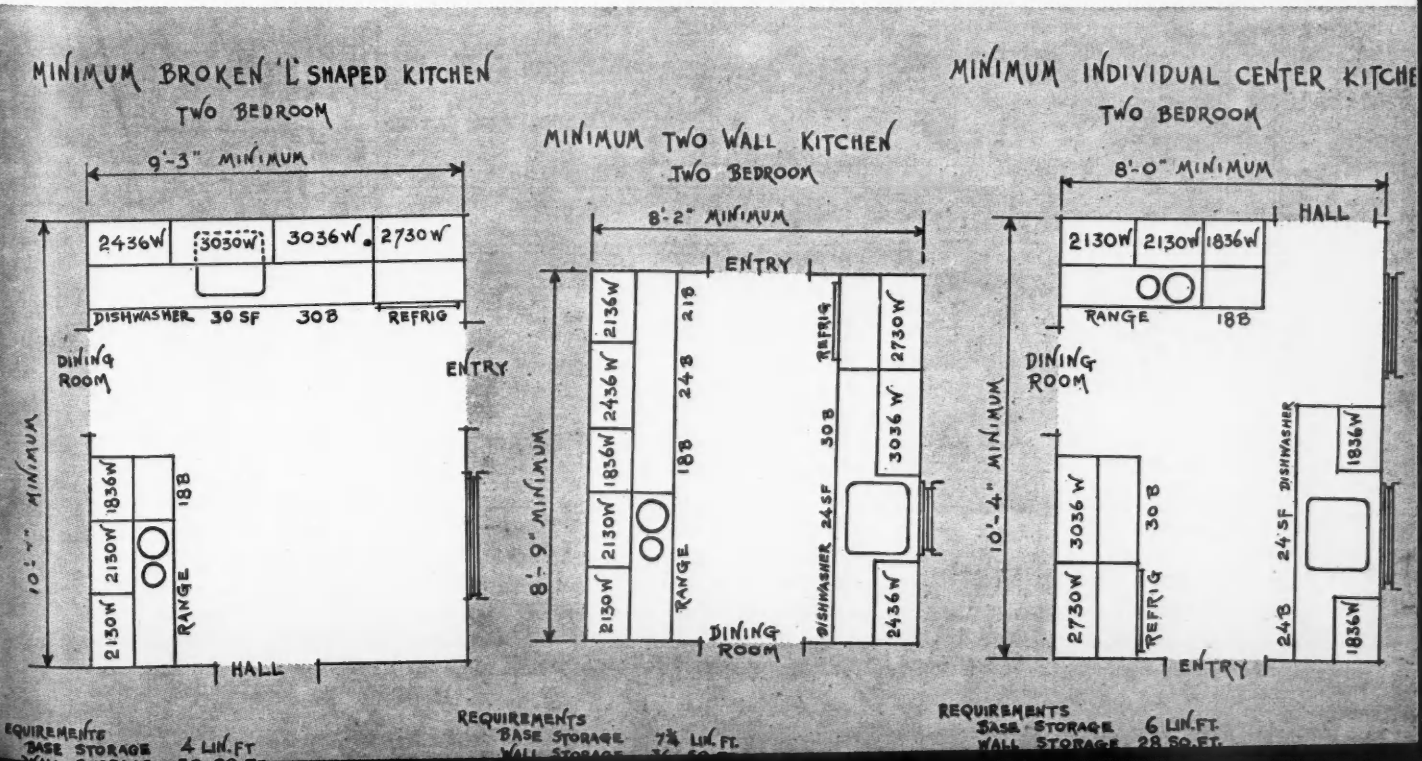 MINIMUM BROKEN 'L' SHAPED KITCHEN
TWO BEDROOM
9'-3" MINIMUM
2436W 3030W 3036W 2730W
DISHWASHER 30 SF 30B REFRIG
DINING
ROOM
ENTRY
MINIMUM
1836W
18B
2130W
2130W
RANGE
HALL
EQUIREMENTS
BASE STORAGE 4 LIN. FT
MINIMUM TWO WALL KITCHEN
TWO BEDROOM
8'-2" MINIMUM
ENTRY
8'-9" MINIMUM
2136W
21B
2436W
24B
1836W
18B
2130W
2130W
RANGE
REFRIG
2730W
30B
3036W
24SF
DISHWASHER
2436W
DINING
ROOM
REQUIREMENTS
BASE STORAGE LIN. FT.
WALL STORAGE
MINIMUM INDIVIDUAL CENTER KITCHE
TWO BEDROOM
8'-0" MINIMUM
HALL
2130W 2130W 1836W
RANGE 18B
DINING
ROOM
10'-4" MINIMUM
3036W
30B
2730W
REFRIG
DISHWASHER
1836W
24SF
24B
1836W
ENTRY
REQUIREMENTS
BASE STORAGE 6 LIN. FT.
WALL STORAGE 28 SQ. FT.